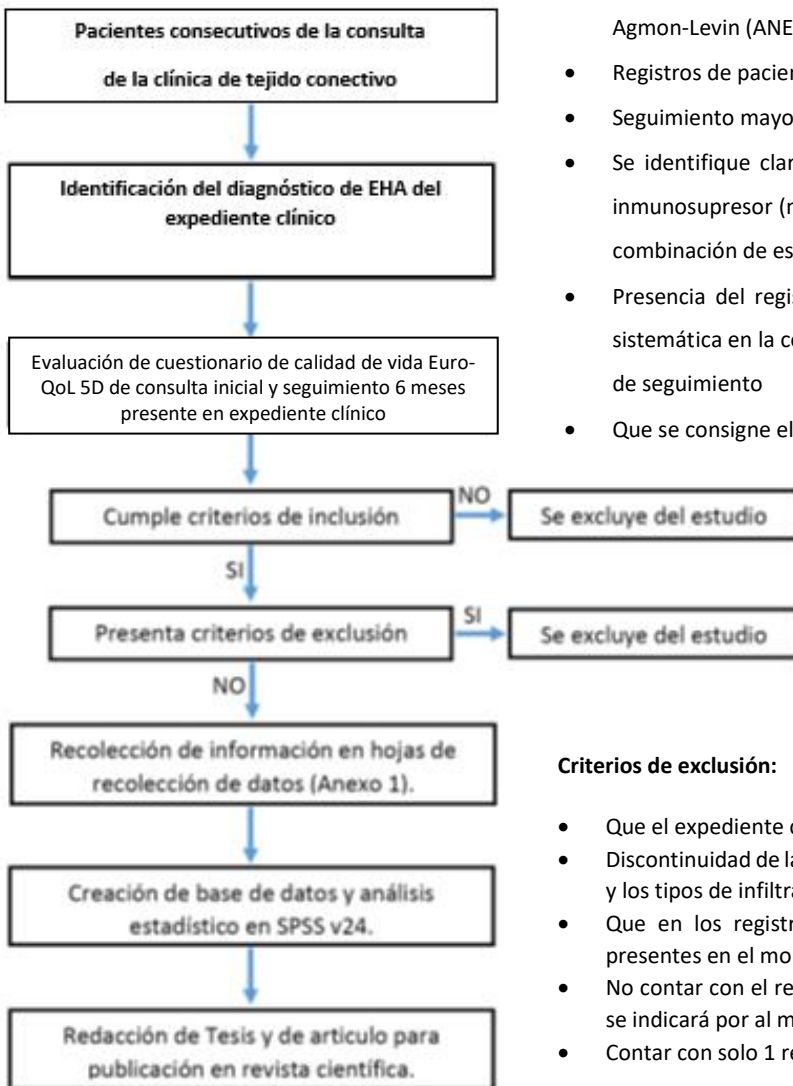 Pacientes consecutivos de la consulta
de la clínica de tejido conectivo
Identificación del diagnóstico de EHA del
expediente clínico
Evaluación de cuestionario de calidad de vida Euro-
QoL 5D de consulta inicial y seguimiento 6 meses
presente en expediente clínico
Cumple criterios de inclusión
NO
Se excluye del estudio
SI
Presenta criterios de exclusión
SI
Se excluye del estudio
NO
Recolección de información en hojas de
recolección de datos (Anexo 1).
Creación de base de datos y análisis
estadístico en SPSS v24.
Redacción de Tesis y de articulo para
publicación en revista científica.
Agmon-Levin (ANE
• Registros de pacien
• Seguimiento mayo
• Se identifique clar
inmunosupresor (
combinación de es
• Presencia del regi
sistemática en la c
de seguimiento
• Que se consigne el
Criterios de exclusión:
• Que el expediente
• Discontinuidad de la
y los tipos de infiltra
• Que en los registr
presentes en el mo
• No contar con el re
se indicará por al m
• Contar con solo 1 re